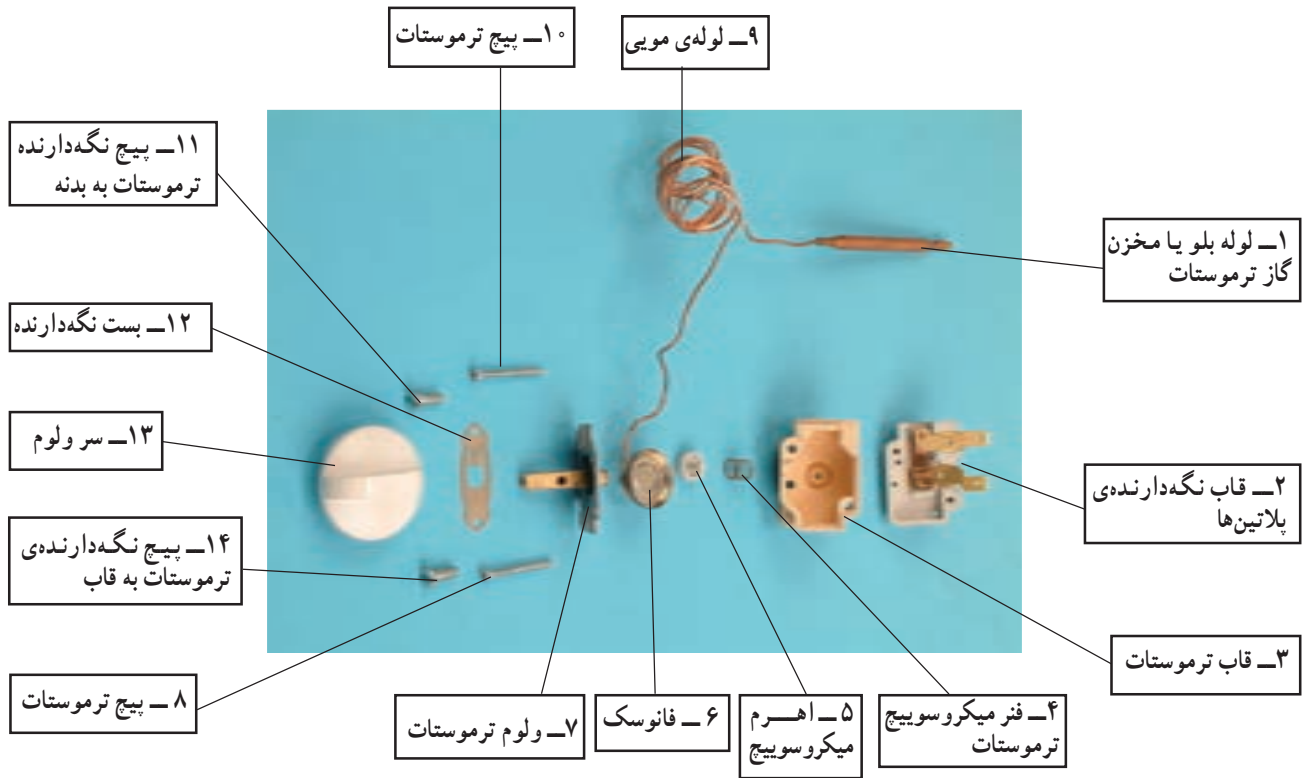 ۱۰ــ پیچ ترموستات
۹ــ لوله‌ی مویی
۱۱ــ پیچ نگه‌دارنده
ترموستات به بدنه
۱ــ لوله بلو یا مخزن
گاز ترموستات
۱۲ــ بست نگه‌دارنده
۱۳ــ سر ولوم
۲ــ قاب نگه‌دارنده‌ی
پلاتین‌ها
۱۴ــ پیچ نگه‌دارنده‌ی
ترموستات به قاب
۳ــ قاب ترموستات
۸ ــ پیچ ترموستات
۷ــ ولوم ترموستات
۶ ــ فانوسک
۵ ــ اهـــرم
میکروسوییچ
۴ــ فنر میکروسوییچ
ترموستات